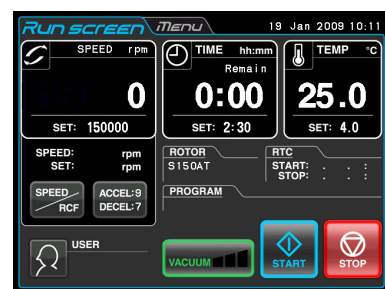 Run screen Menu 19 Jan 2009 10:11
SPEED rpm
0
SET: 150000
TIME hh:mm
Remain
0:00
SET: 2:30
TEMP °C
25.0
SET: 4.0
SPEED: rpm
SET: rpm
SPEED
RCF
ACCEL:9
DECEL:7
ROTOR
S150AT
RTC
START: . . :
STOP: . . :
PROGRAM
USER
VACUUM
START
STOP